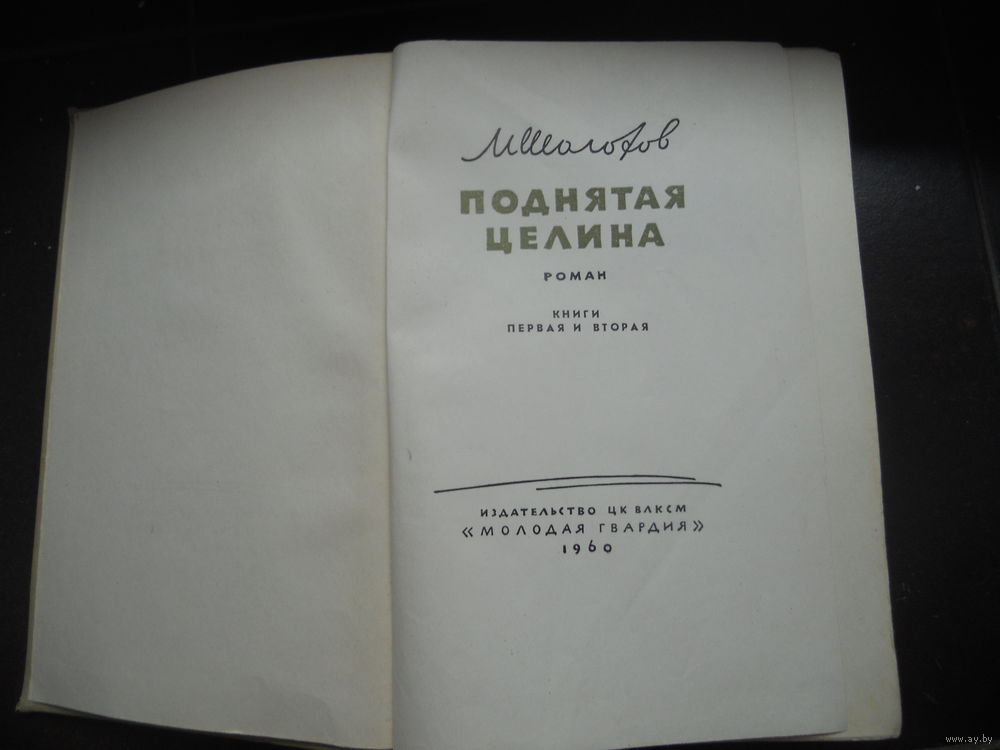 М Шолохов
ПОДНЯТАЯ
ЦЕЛИНА
РОМАН
КНИГИ
ПЕРВАЯ И ВТОРАЯ
ИЗДАТЕЛЬСТВО ЦК ВЛКСМ
«МОЛОДАЯ ГВАРДИЯ»
1960
www.ay.by